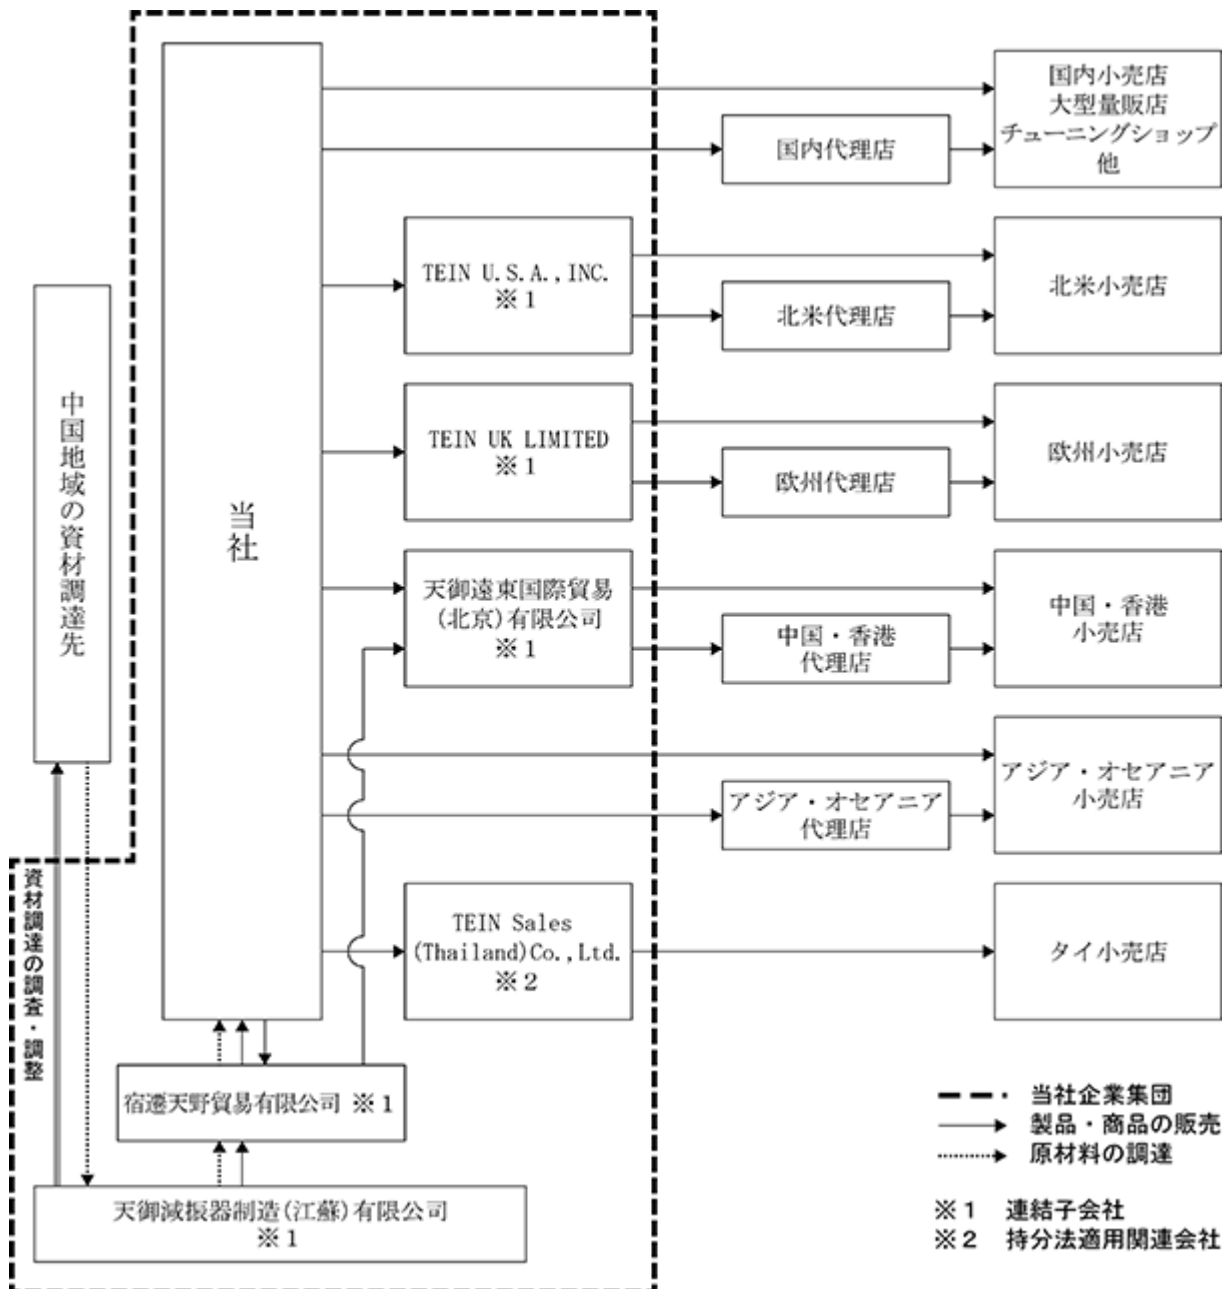 国内小売店
大型量販店
チューニングショップ
他
国内代理店
TEIN U.S.A.,INC.
※1
北米代理店
北米小売店
中国地域の資材調達先
当社
TEIN UK LIMITED
※1
欧州代理店
欧州小売店
天御遠東国際貿易
(北京)有限公司
※1
中国・香港
代理店
中国・香港
小売店
アジア・オセアニア
代理店
アジア・オセアニア
小売店
資材調達の調査・調整
TEIN Sales
(Thailand)Co.,Ltd.
※2
タイ小売店
宿遷天野貿易有限公司 ※1
天御減振器制造(江蘇)有限公司
※1
当社企業集団
製品・商品の販売
原材料の調達
※1 連結子会社
※2 持分法適用関連会社